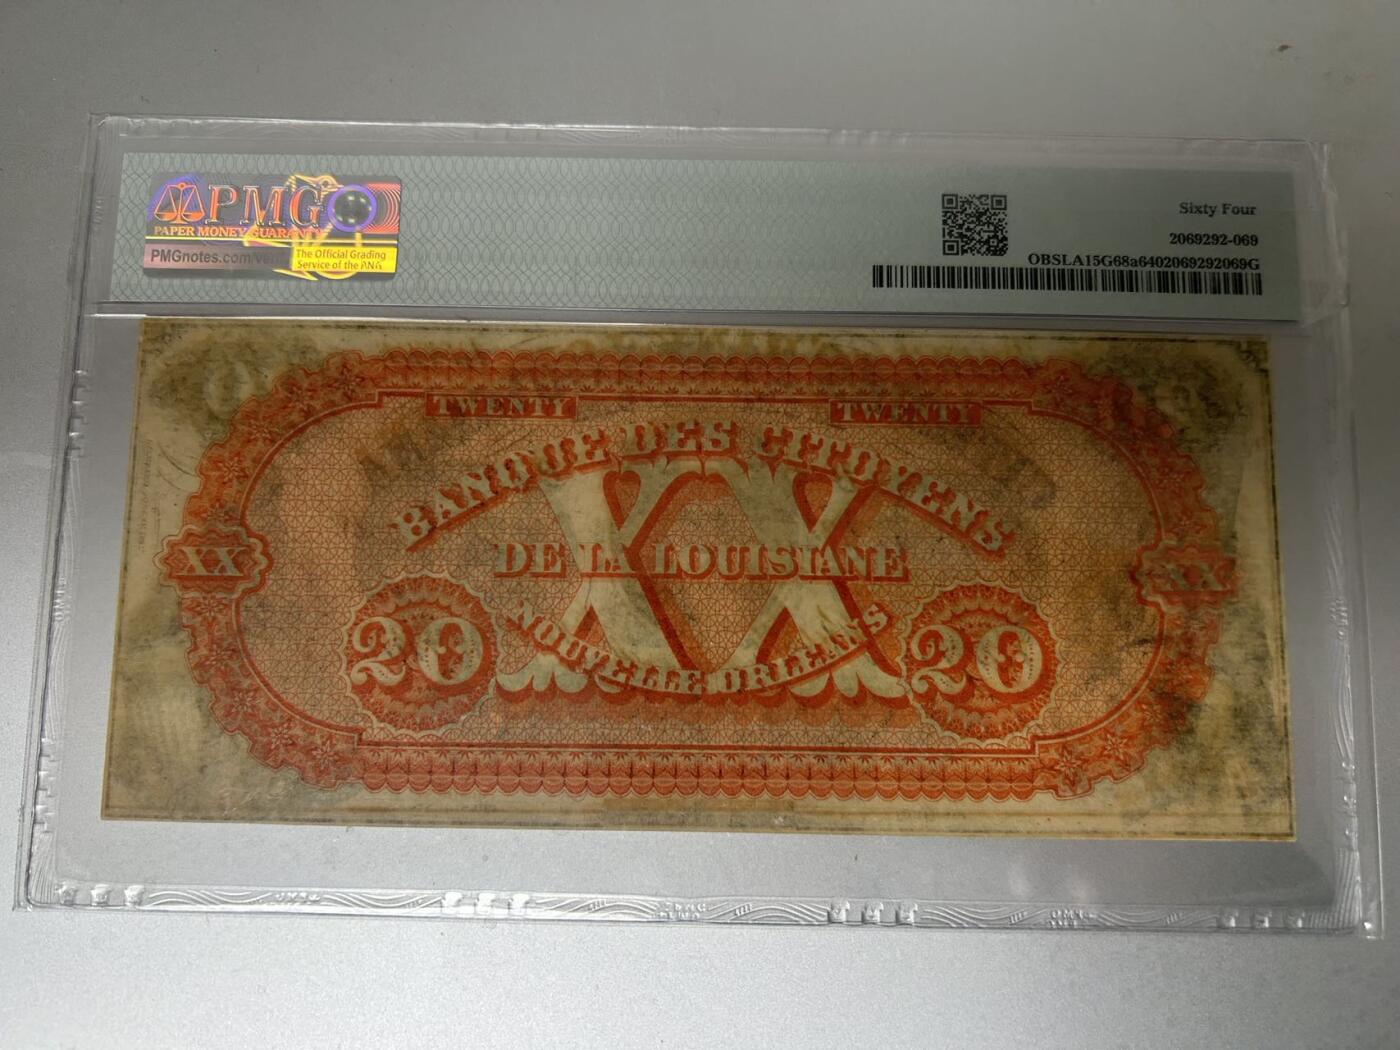 PMG
PAPER MONEY GUARANTY
PMGnotes.com/verify
The Official Grading
Service of the ANA
Sixty Four
2069292-069
OBSLA15G68a6402069292069G
TWENTY TWENTY
BANQUE DES CITOYENS
XX
DE LA LOUISIANE
XX XX
NOUVELLE ORLEANS
20 20